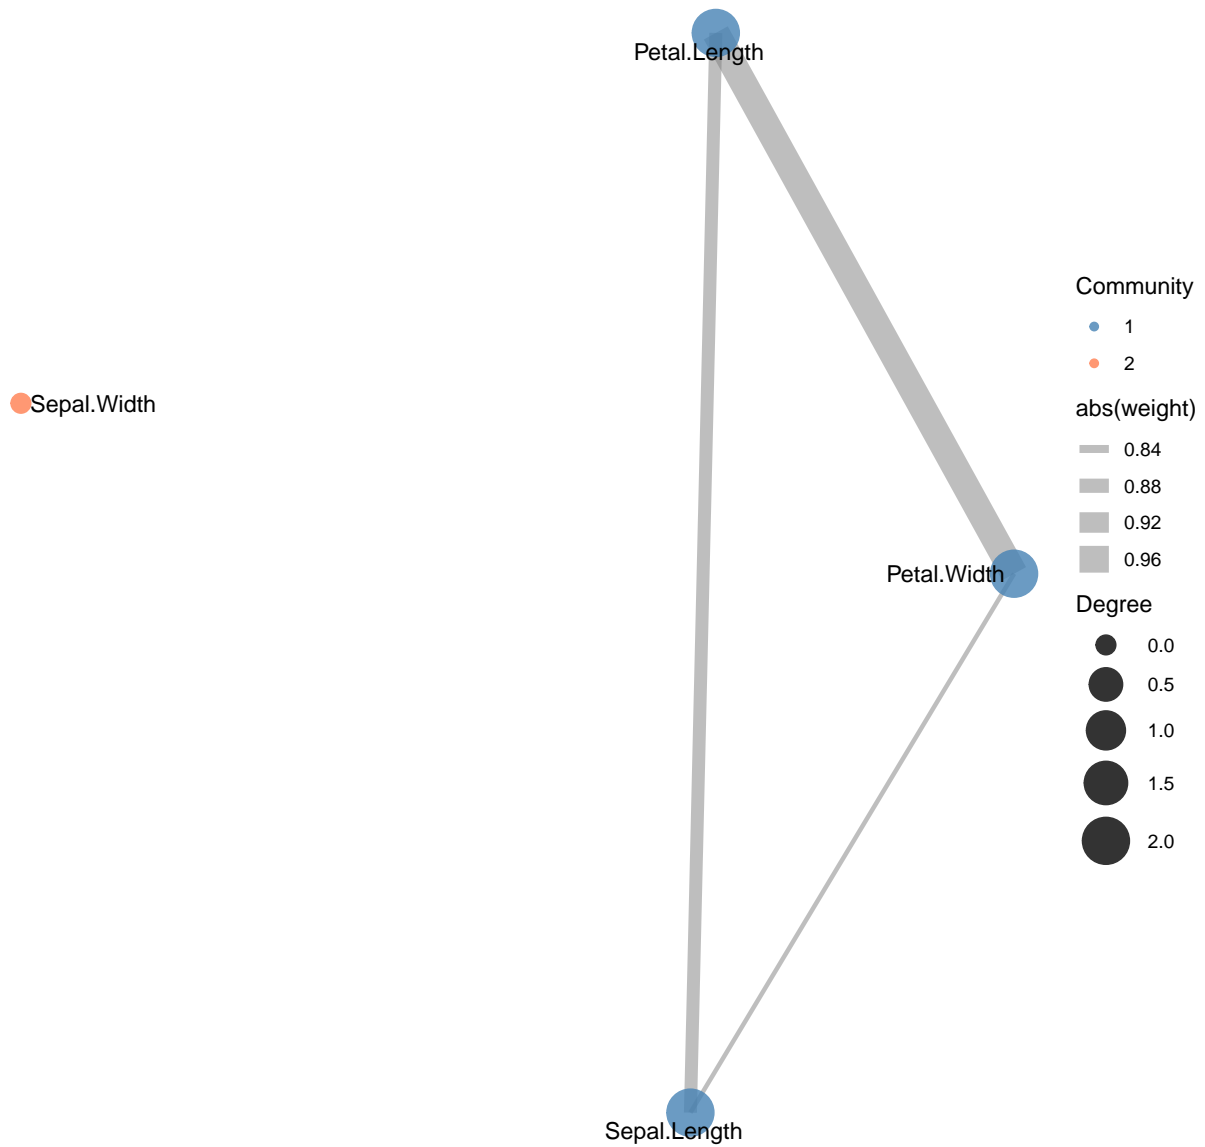 Petal.Length
Sepal.Width
Petal.Width
Sepal.Length
Community
1
2
abs(weight)
0.84
0.88
0.92
0.96
Degree
0.0
0.5
1.0
1.5
2.0